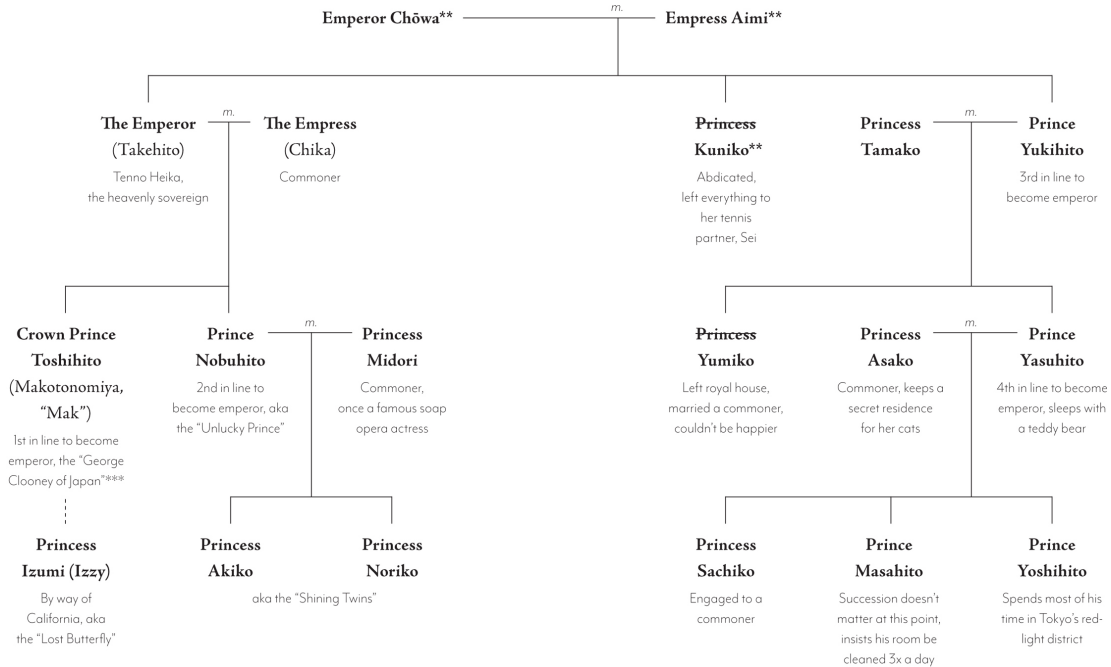 Emperor Chōwa** m. Empress Aimi**
The Emperor
(Takehito)
Tenno Heika,
the heavenly sovereign
m.
The Empress
(Chika)
Commoner
Princess
Kuniko**
Abdicated,
left everything to
her tennis
partner, Sei
Princess
Tamako
m.
Prince
Yukihito
3rd in line to
become emperor
Crown Prince
Toshihito
(Makotonomiya,
“Mak”)
1st in line to become
emperor, the “George
Clooney of Japan”***
Prince
Nobuhito
2nd in line to
become emperor, aka
the “Unlucky Prince”
m.
Princess
Midori
Commoner,
once a famous soap
opera actress
Princess
Yumiko
Left royal house,
married a commoner,
couldn’t be happier
Princess
Asako
Commoner, keeps a
secret residence
for her cats
m.
Prince
Yasuhito
4th in line to become
emperor, sleeps with
a teddy bear
Princess
Izumi (Izzy)
By way of
California, aka
the “Lost Butterfly”
Princess
Akiko
Princess
Noriko
aka the “Shining Twins”
Princess
Sachiko
Engaged to a
commoner
Prince
Masahito
Succession doesn’t
matter at this point,
insists his room be
cleaned 3x a day
Prince
Yoshihito
Spends most of his
time in Tokyo’s red-
light district